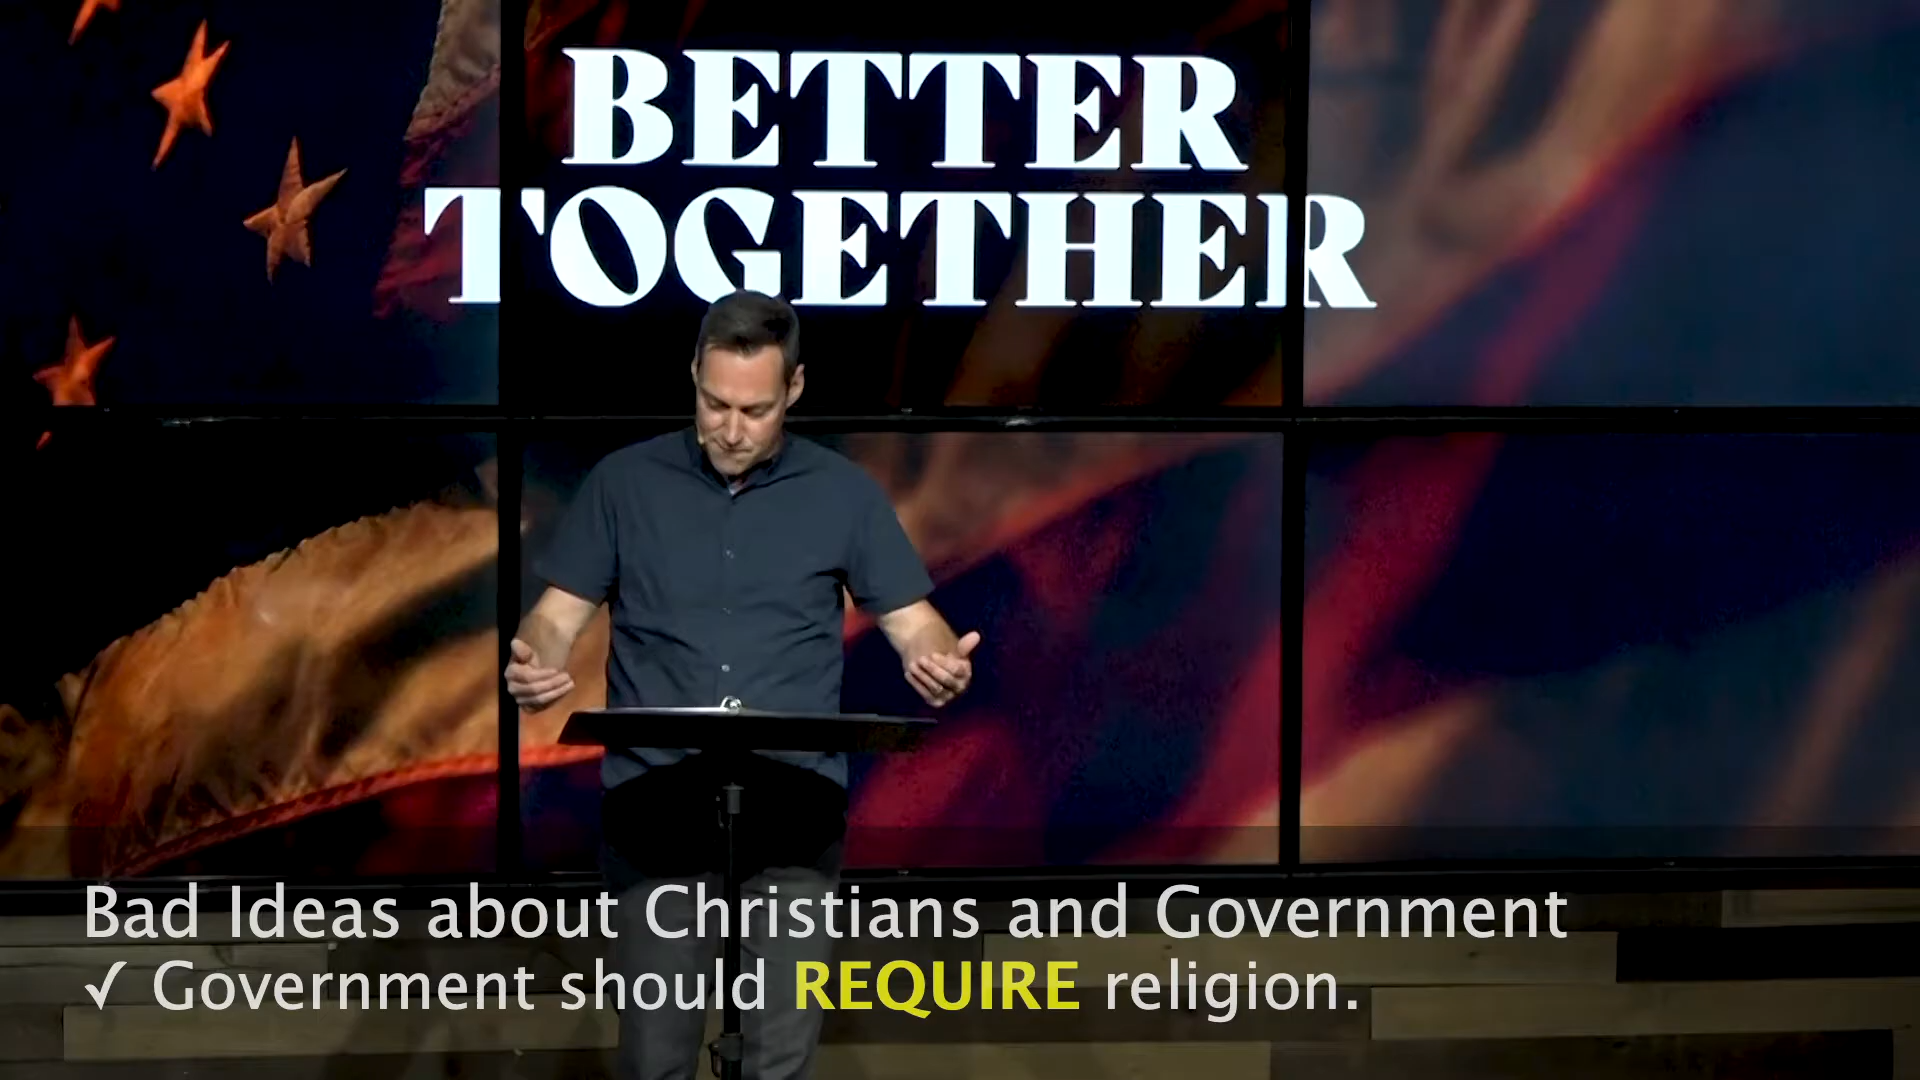 BETTER
TOGETHER
Bad Ideas about Christians and Government
✓ Government should REQUIRE religion.